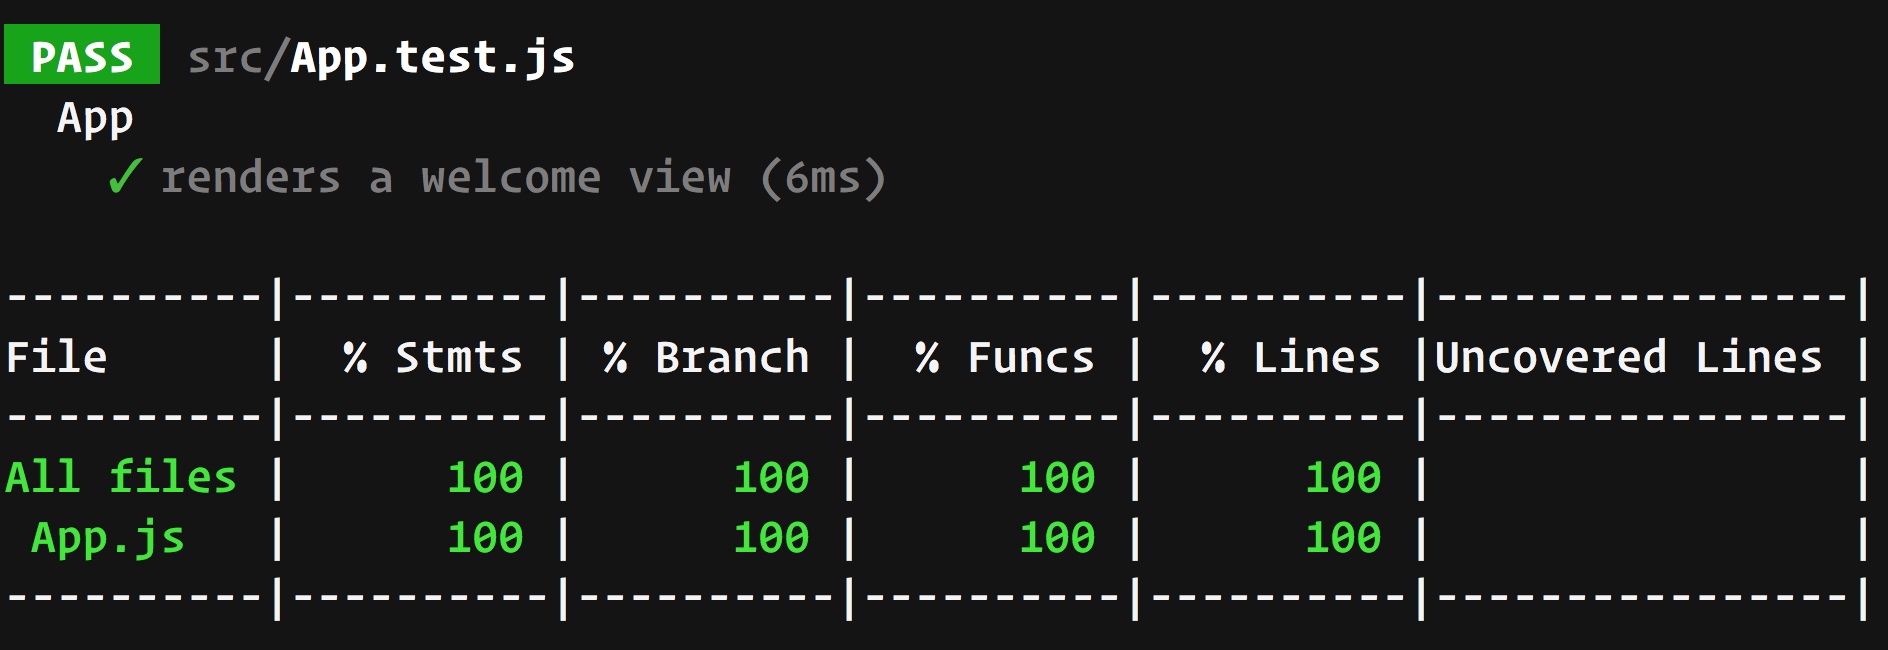 PASS src/App.test.js
App
✓ renders a welcome view (6ms)
----------|----------|----------|----------|----------|----------------|
File      |  % Stmts | % Branch |  % Funcs |  % Lines |Uncovered Lines |
----------|----------|----------|----------|----------|----------------|
All files |      100 |      100 |      100 |      100 |                |
 App.js   |      100 |      100 |      100 |      100 |                |
----------|----------|----------|----------|----------|----------------|